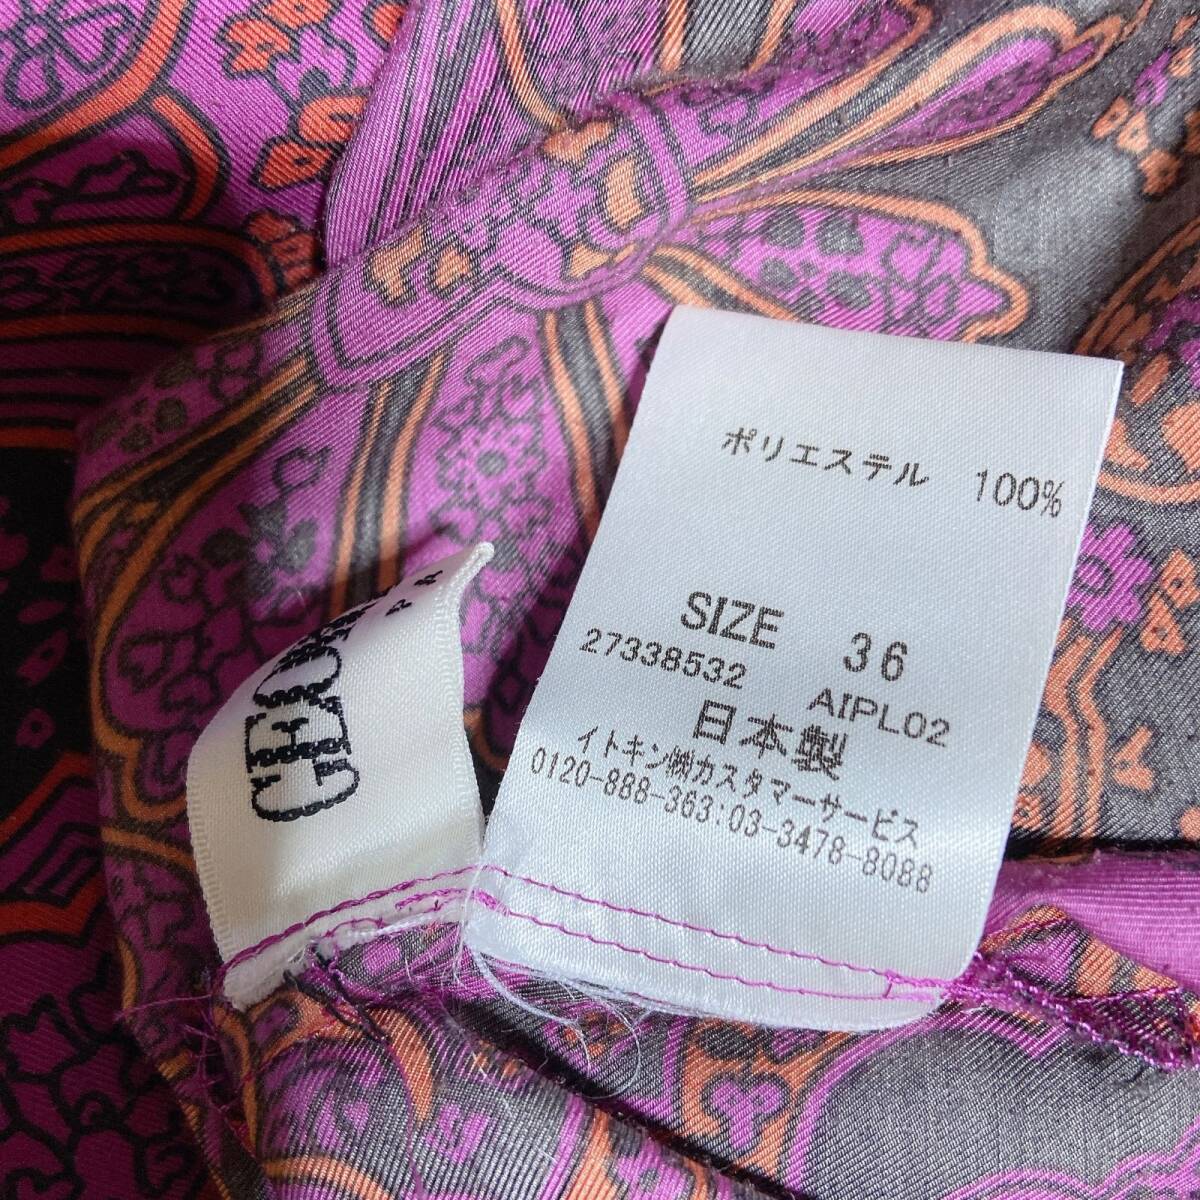 ポリエステル 100%
SIZE 36
27338532 AIPL02
日本製
イトキン㈱カスタマーサービス
0120-888-363:03-3478-8088